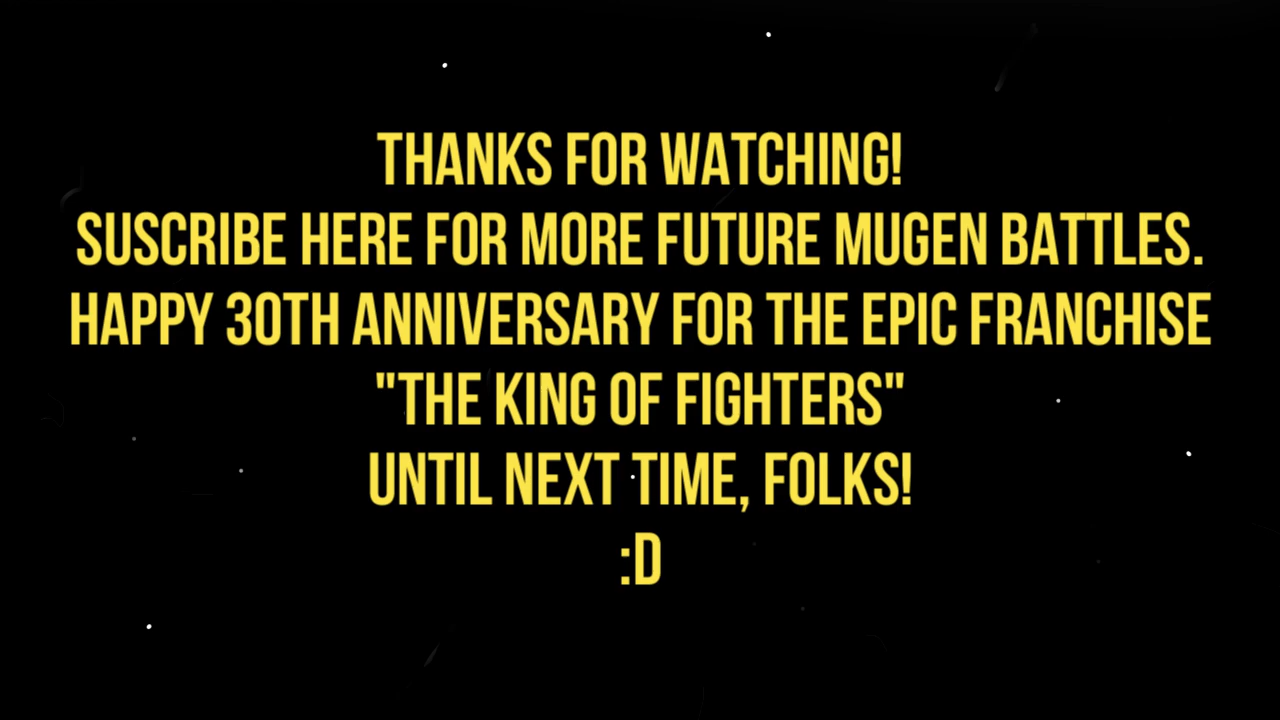 THANKS FOR WATCHING!
SUSCRIBE HERE FOR MORE FUTURE MUGEN BATTLES.
HAPPY 30TH ANNIVERSARY FOR THE EPIC FRANCHISE
"THE KING OF FIGHTERS"
UNTIL NEXT TIME, FOLKS!
:D